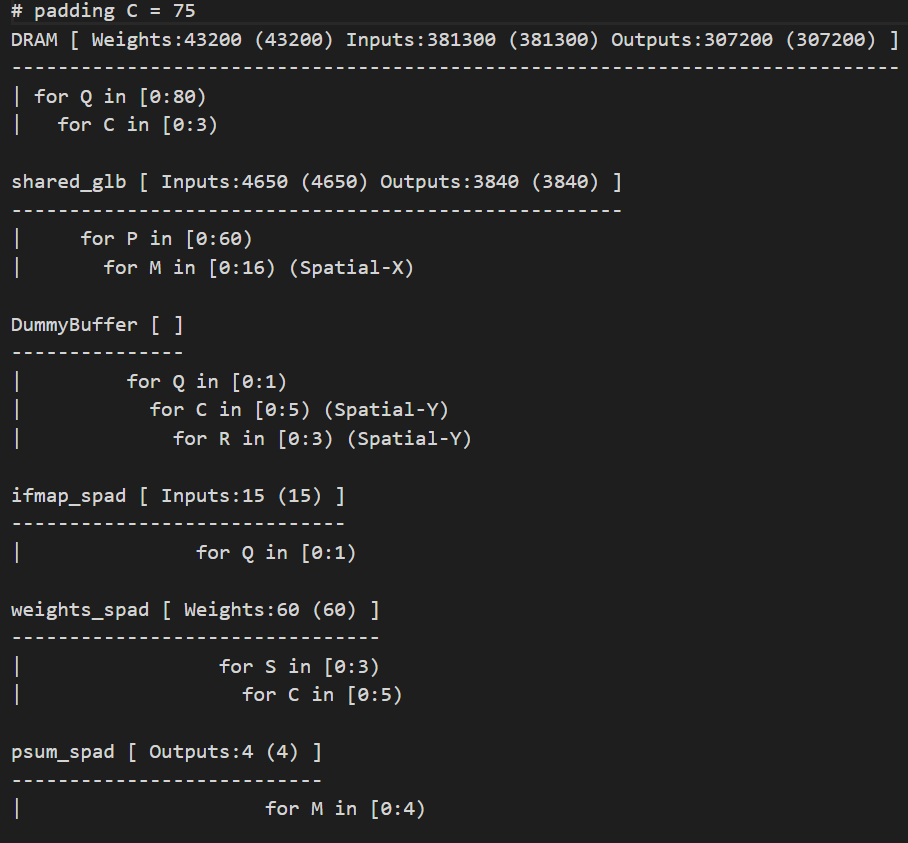 # padding C = 75
DRAM [ Weights:43200 (43200) Inputs:381300 (381300) Outputs:307200 (307200) ]
-----------------------------------------------------------------------------
| for Q in [0:80)
|   for C in [0:3)

shared_glb [ Inputs:4650 (4650) Outputs:3840 (3840) ]
-----------------------------------------------------
|     for P in [0:60)
|       for M in [0:16) (Spatial-X)

DummyBuffer [ ]
---------------
|         for Q in [0:1)
|           for C in [0:5) (Spatial-Y)
|             for R in [0:3) (Spatial-Y)

ifmap_spad [ Inputs:15 (15) ]
-----------------------------
|               for Q in [0:1)

weights_spad [ Weights:60 (60) ]
--------------------------------
|                 for S in [0:3)
|                   for C in [0:5)

psum_spad [ Outputs:4 (4) ]
---------------------------
|                     for M in [0:4)